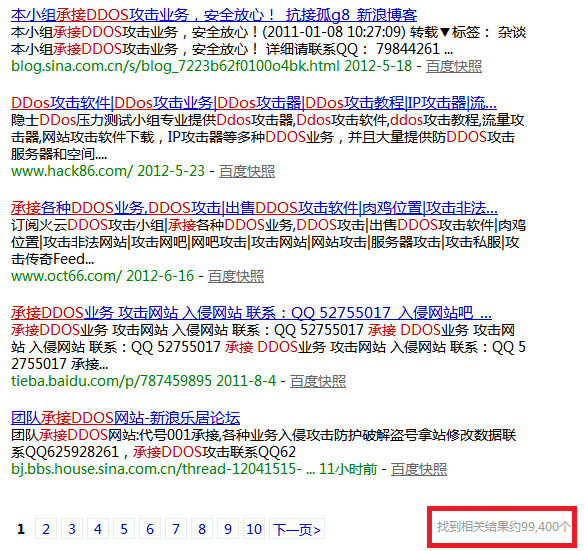 本小组承接DDOS攻击业务，安全放心！_抗接孤g8_新浪博客
本小组承接DDOS攻击业务，安全放心！(2011-01-08 10:27:09) 转载▼标签： 杂谈
本小组承接DDOS攻击业务，安全放心！ 详细请联系QQ： 79844261 ...
blog.sina.com.cn/s/blog_7223b62f0100o4bk.html 2012-5-18 - 百度快照
DDos攻击软件|DDos攻击业务|DDos攻击器|DDos攻击教程|IP攻击器|流...
隐士DDos压力测试小组专业提供Ddos攻击器,Ddos攻击软件,ddos攻击教程,流量攻
击器,网站攻击软件下载，IP攻击器等多种DDOS业务，并且大量提供防DDOS攻击
服务器和空间....
www.hack86.com/ 2012-5-23 - 百度快照
承接各种DDOS业务,DDOS攻击|出售DDOS攻击软件|肉鸡位置|攻击非法...
订阅火云DDOS攻击小组|承接各种DDOS业务,DDOS攻击|出售DDOS攻击软件|肉鸡
位置|攻击非法网站|攻击网吧|网吧攻击|攻击网站|网站攻击|服务器攻击|攻击私服|攻
击传奇Feed...
www.oct66.com/ 2012-6-16 - 百度快照
承接DDOS业务 攻击网站 入侵网站 联系：QQ 52755017_入侵网站吧_...
承接DDOS业务 攻击网站 入侵网站 联系：QQ 52755017 承接 DDOS业务 攻击网
站 入侵网站 联系：QQ 52755017 承接 DDOS业务 攻击网站 入侵网站 联系：QQ 5
2755017 承接...
tieba.baidu.com/p/787459895 2011-8-4 - 百度快照
团队承接DDOS网站-新浪乐居论坛
团队承接DDOS网站:代号001承接,各种业务入侵攻击防护破解盗号拿站修改数据联
系QQ625928261，承接DDOS攻击联系QQ62
bj.bbs.house.sina.com.cn/thread-12041515- ... 11小时前 - 百度快照
1 2 3 4 5 6 7 8 9 10 下一页> 找到相关结果约99,400个